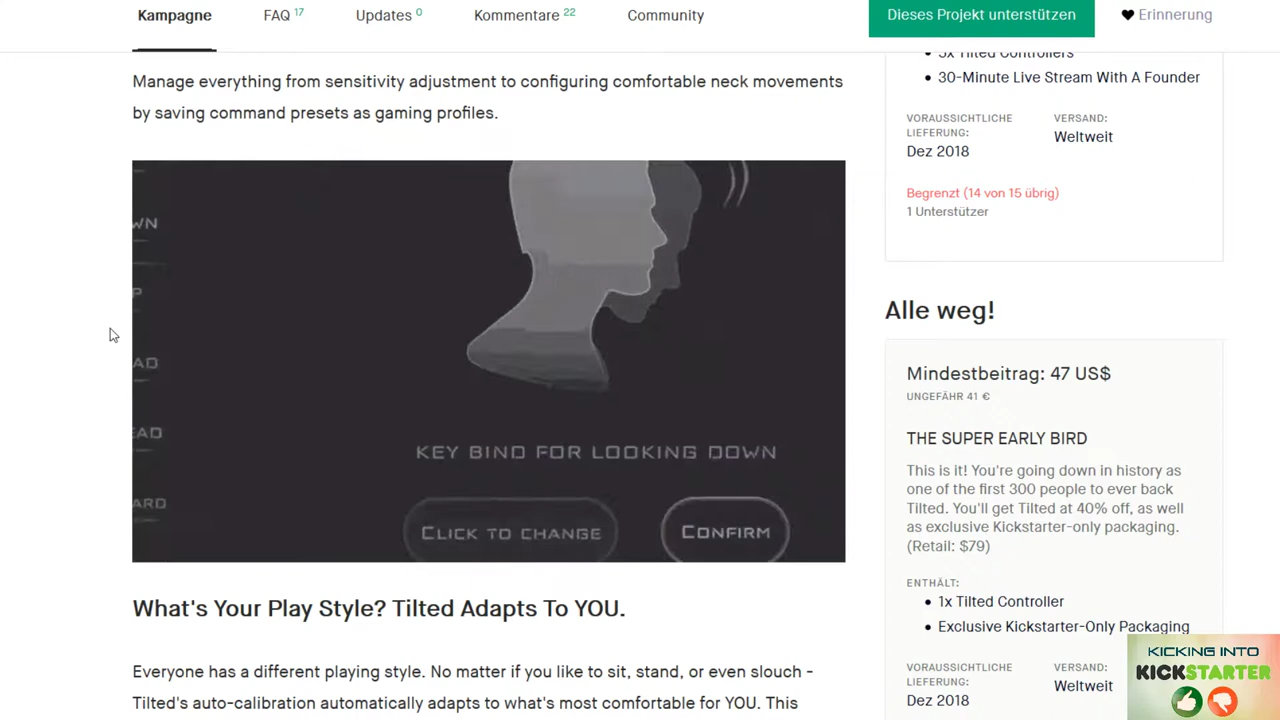 Kampagne
FAQ 17
Updates 0
Kommentare 22
Community
Dieses Projekt unterstützen
Erinnerung
Manage everything from sensitivity adjustment to configuring comfortable neck movements
by saving command presets as gaming profiles.
KEY BIND FOR LOOKING DOWN
CLICK TO CHANGE
CONFIRM
What's Your Play Style? Tilted Adapts To YOU.
Everyone has a different playing style. No matter if you like to sit, stand, or even slouch -
Tilted's auto-calibration automatically adapts to what's most comfortable for YOU. This
Tilted Controllers
30-Minute Live Stream With A Founder
VORAUSSICHTLICHE
LIEFERUNG:
Dez 2018
VERSAND:
Weltweit
Begrenzt (14 von 15 übrig)
1 Unterstützer
Alle weg!
Mindestbeitrag: 47 US$
UNGEFÄHR 41 €
THE SUPER EARLY BIRD
This is it! You're going down in history as
one of the first 300 people to ever back
Tilted. You'll get Tilted at 40% off, as well
as exclusive Kickstarter-only packaging.
(Retail: $79)
ENTHÄLT:
1x Tilted Controller
Exclusive Kickstarter-Only Packaging
VORAUSSICHTLICHE
LIEFERUNG:
Dez 2018
VERSAND:
Weltweit
KICKING INTO
KICKSTARTER